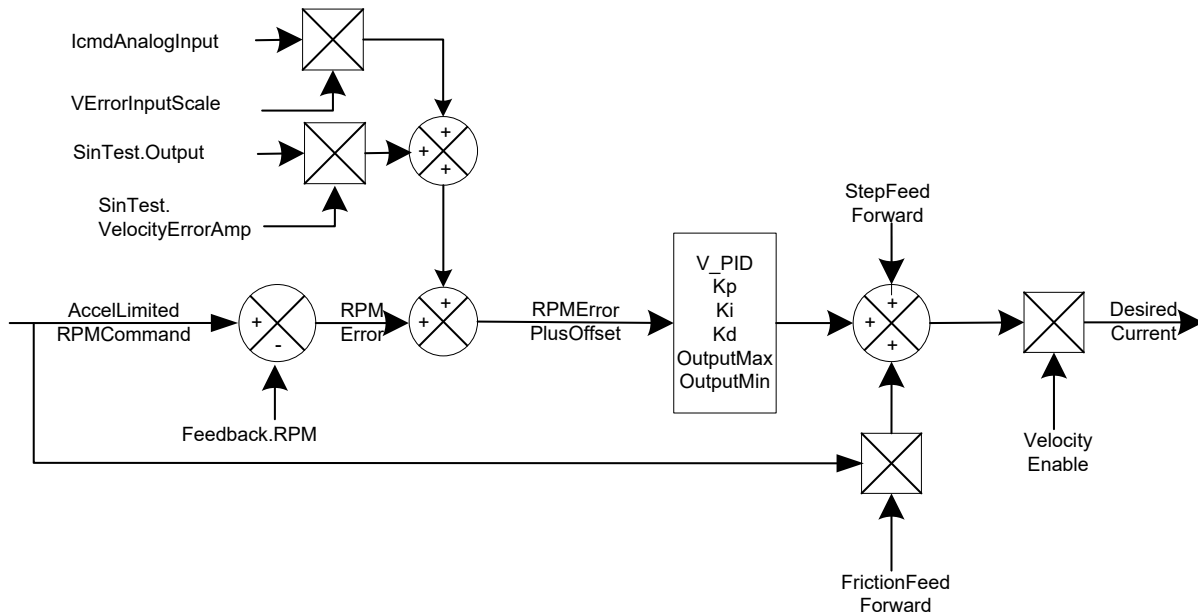 IcmdAnalogInput
VErrorInputScale
SinTest.Output
SinTest.
VelocityErrorAmp
+
+
+
AccelLimited
RPMCommand
+
-
Feedback.RPM
RPM
Error
+
+
RPMError
PlusOffset
V_PID
Kp
Ki
Kd
OutputMax
OutputMin
StepFeed
Forward
+
+
+
FrictionFeed
Forward
Velocity
Enable
Desired
Current